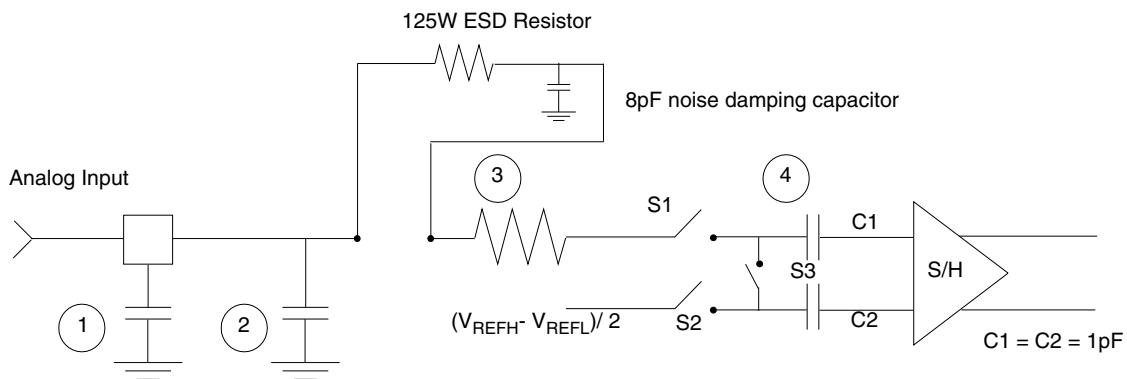 125W ESD Resistor
8pF noise damping capacitor
Analog Input
3
4
S1
C1
S3
S/H
1
2
(VREFH- VREFL)/ 2
S2
C2
C1 = C2 = 1pF